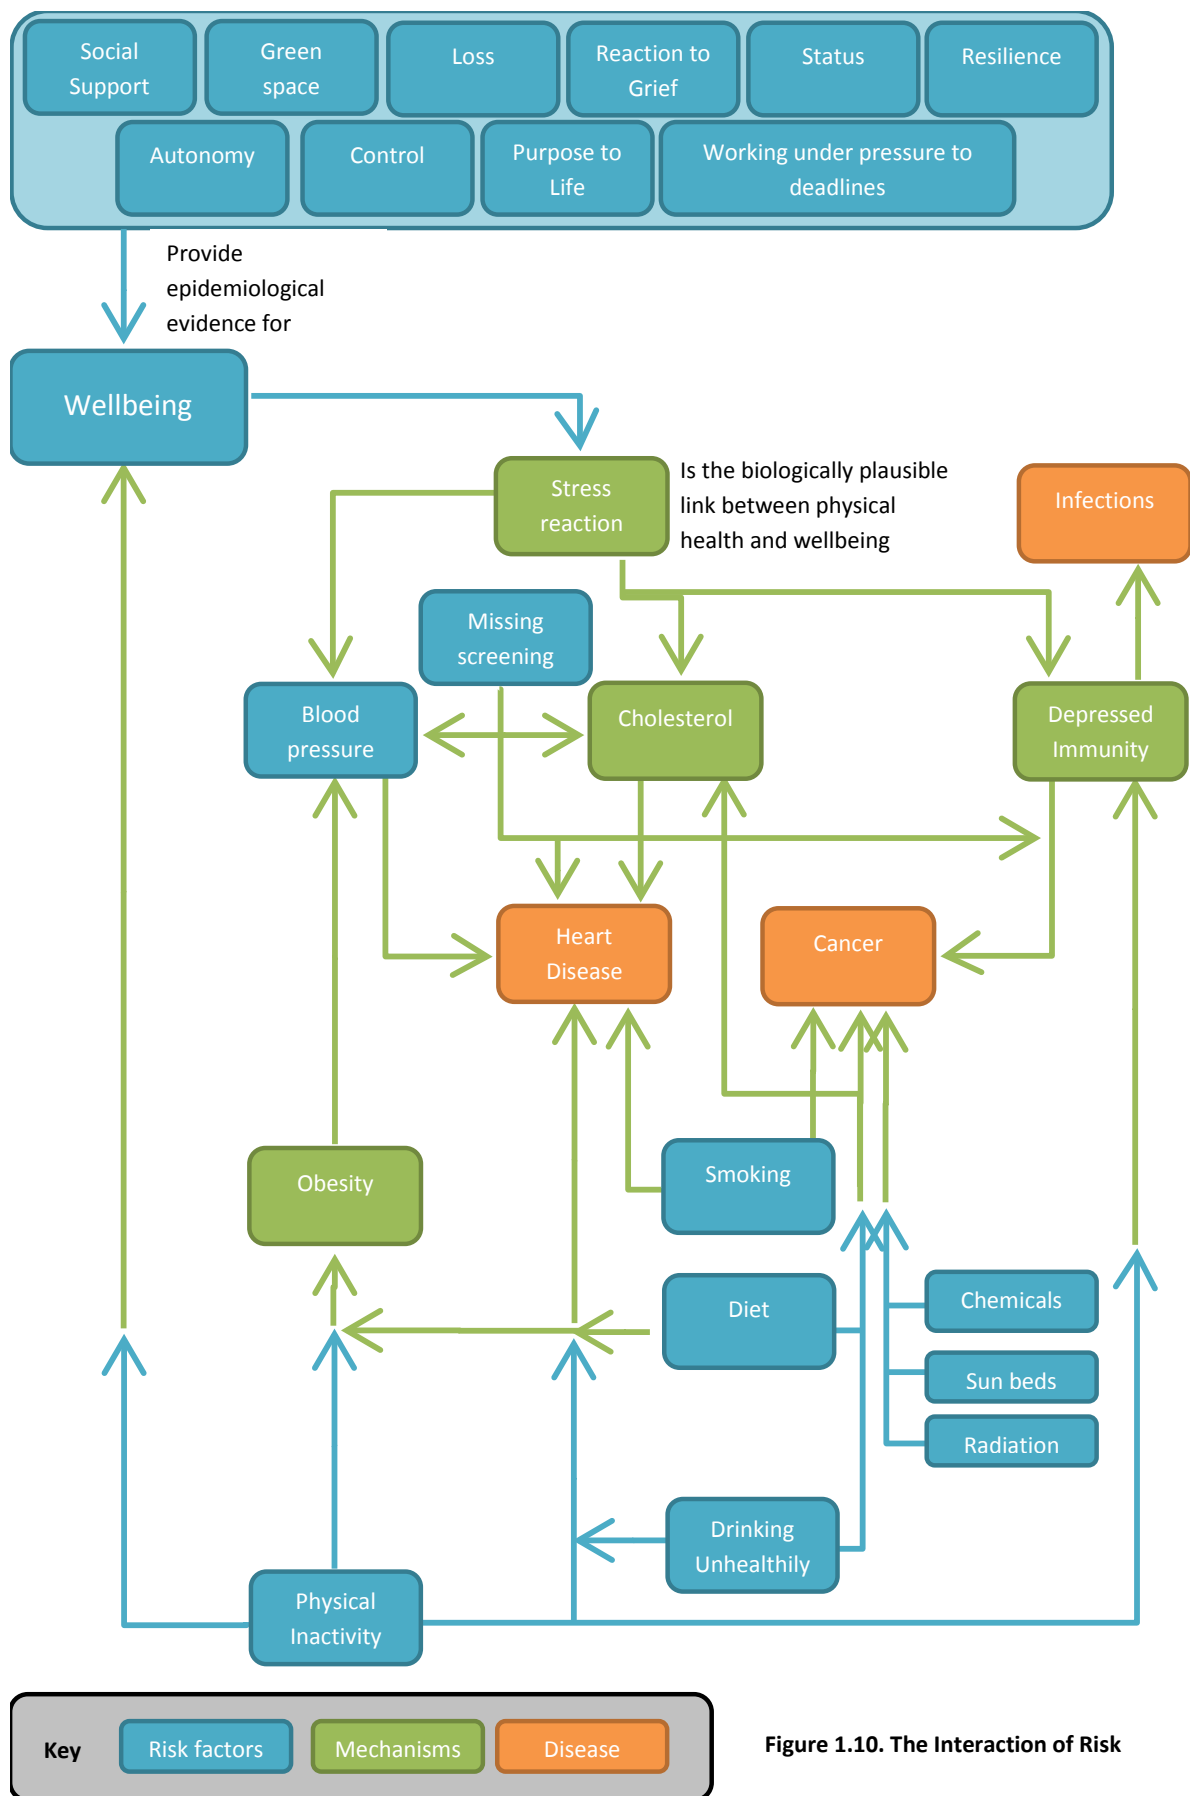 Social
Support
Green
space
Loss
Reaction to
Grief
Status
Resilience
Autonomy
Control
Purpose to
Life
Working under pressure to
deadlines
Provide
epidemiological
evidence for
Wellbeing
Stress
reaction
Is the biologically plausible
link between physical
health and wellbeing
Infections
Missing
screening
Blood
pressure
Cholesterol
Depressed
Immunity
Heart
Disease
Cancer
Obesity
Smoking
Diet
Chemicals
Sun beds
Radiation
Drinking
Unhealthily
Physical
Inactivity
Key
Risk factors
Mechanisms
Disease
Figure 1.10. The Interaction of Risk